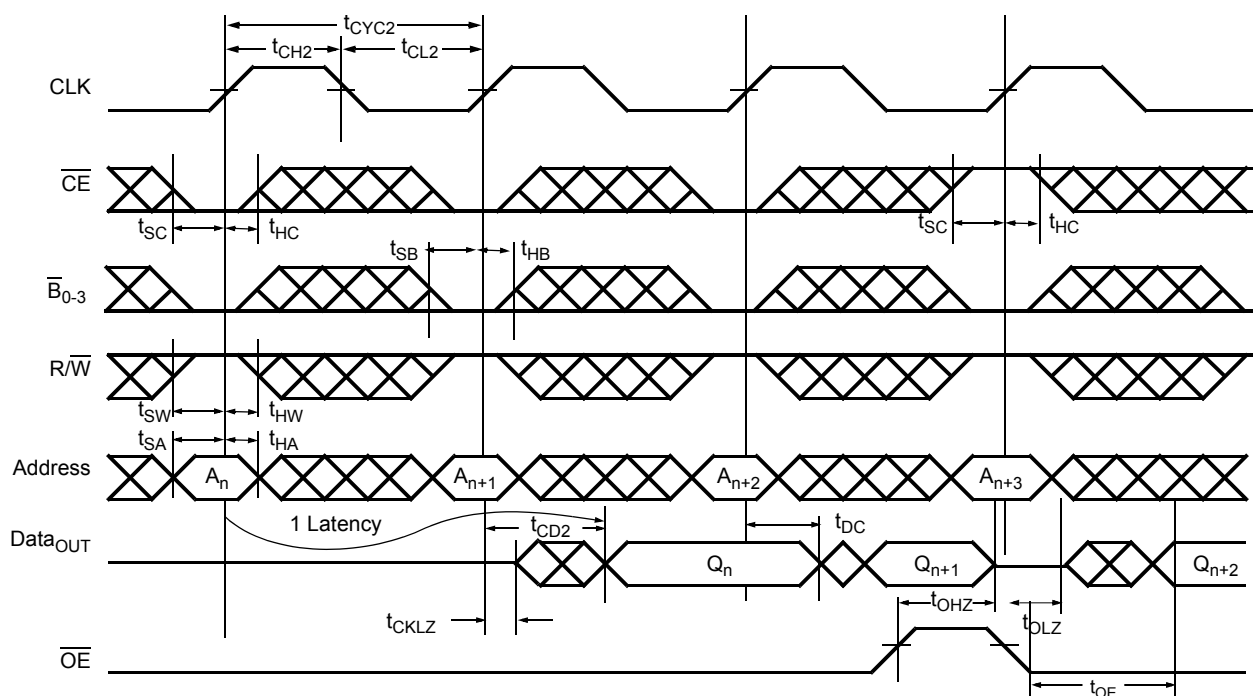 tCYC2
tCH2
tCL2
CLK
CE
tSC
tHC
tSC
tHC
tSB
tHB
B0-3
R/W
tSW
tHW
tSA
tHA
Address
An
An+1
An+2
An+3
1 Latency
tCD2
tDC
DataOUT
Qn
Qn+1
Qn+2
tOHZ
tCKLZ
tOLZ
OE
tOE